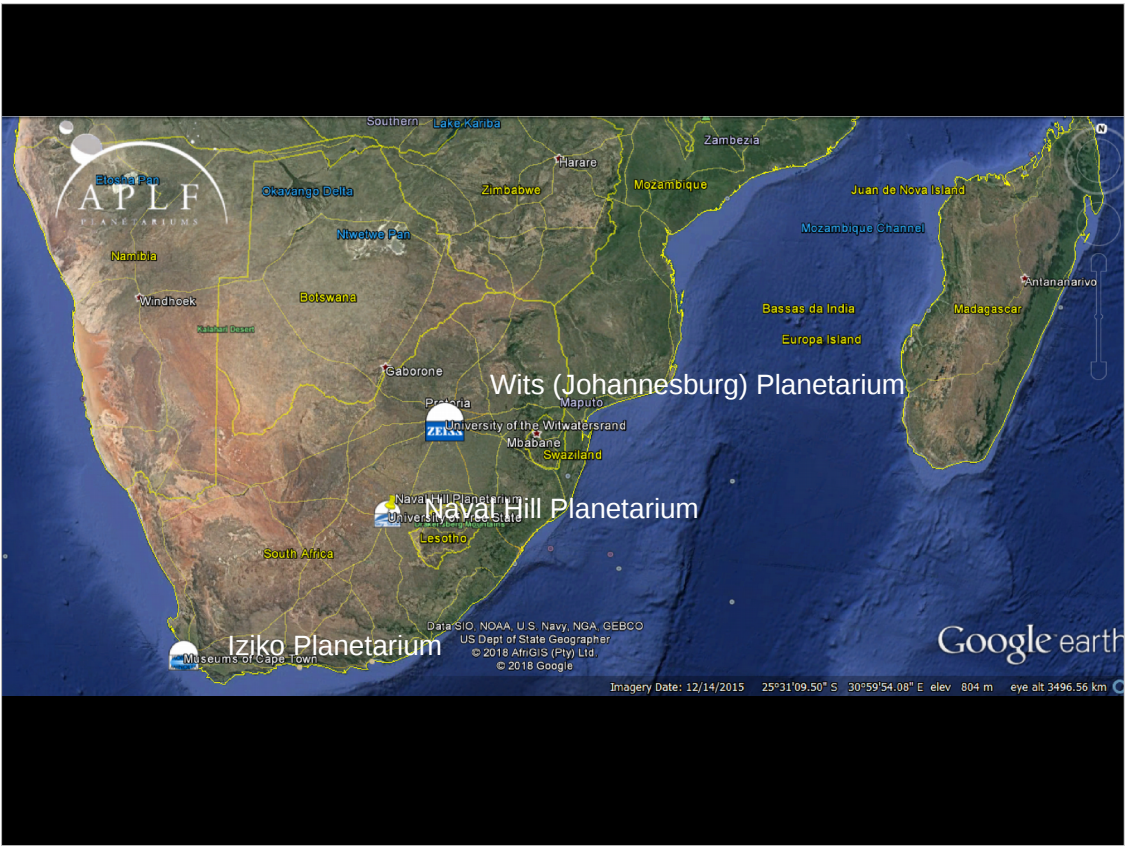 Southern
Lake Kariba
Zambezia
Harare
Etosha Pan
Okavango Delta
Zimbabwe
Mozambique
Juan de Nova Island
N
APLF
PLANETARIUMS
Ntwetwe Pan
Mozambique Channel
Namibia
Windhoek
Botswana
Antananarivo
Bassas da India
Madagascar
Kalahari Desert
Europa Island
Gaborone
Wits (Johannesburg) Planetarium
Pretoria
Maputo
ZEISS
University of the Witwatersrand
Mbabane
Swaziland
Naval Hill Planetarium
Naval Hill Planetarium
University of Free State
Drakensberg Mountains
Lesotho
South Africa
Iziko Planetarium
Museums of Cape Town
Data SIO, NOAA, U.S. Navy, NGA, GEBCO
US Dept of State Geographer
© 2018 AfriGIS (Pty) Ltd.
© 2018 Google
Google earth
Imagery Date: 12/14/2015 25°31'09.50" S 30°59'54.08" E elev 804 m eye alt 3496.56 km